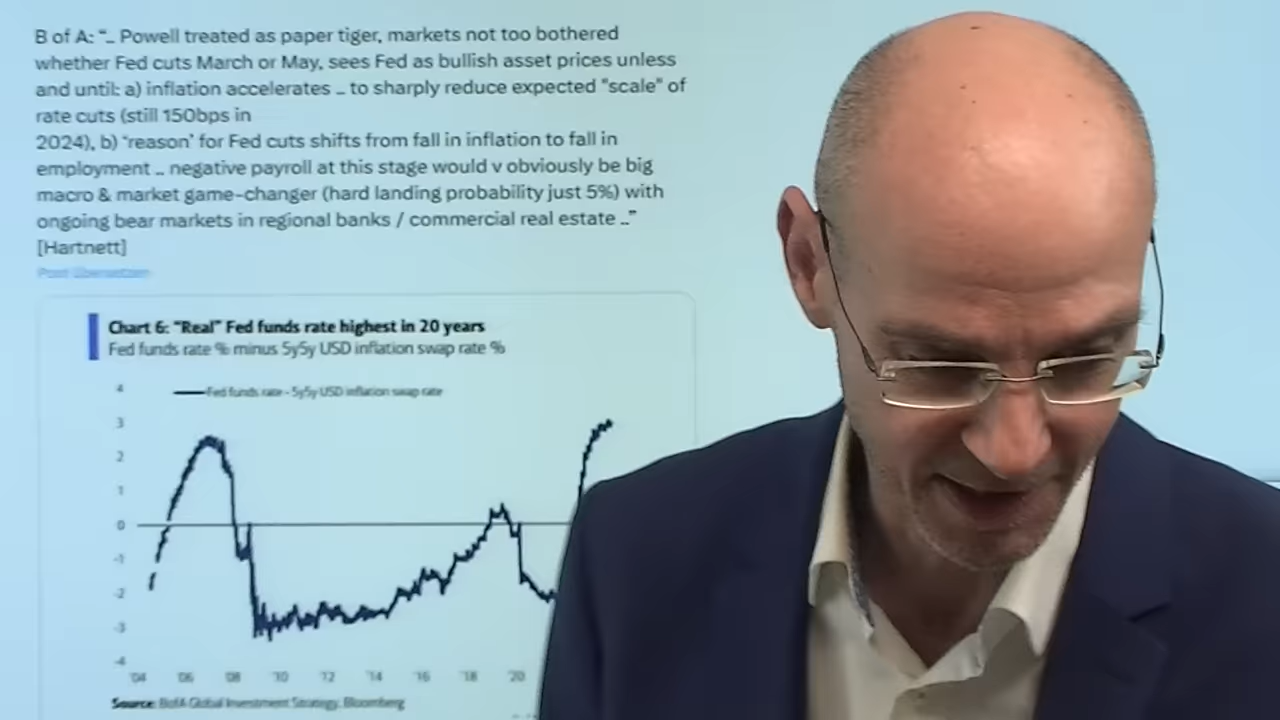 B of A: “.. Powell treated as paper tiger, markets not too bothered
whether Fed cuts March or May, sees Fed as bullish asset prices unless
and until: a) inflation accelerates .. to sharply reduce expected "scale" of
rate cuts (still 150bps in
2024), b) ‘reason’ for Fed cuts shifts from fall in inflation to fall in
employment .. negative payroll at this stage would v obviously be big
macro & market game-changer (hard landing probability just 5%) with
ongoing bear markets in regional banks / commercial real estate ..”
[Hartnett]
Post übersetzen
Chart 6: “Real” Fed funds rate highest in 20 years
Fed funds rate % minus 5y5y USD inflation swap rate %
Fed funds rate - 5y5y USD inflation swap rate
4
3
2
1
0
-1
-2
-3
-4
'04 '06 '08 '10 '12 '14 '16 '18 '20
Source: BofA Global Investment Strategy, Bloomberg